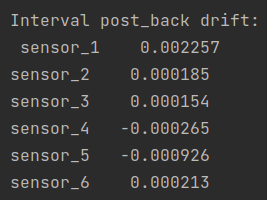 Interval post_back drift:
 sensor_1    0.002257
sensor_2    0.000185
sensor_3    0.000154
sensor_4   -0.000265
sensor_5   -0.000926
sensor_6    0.000213